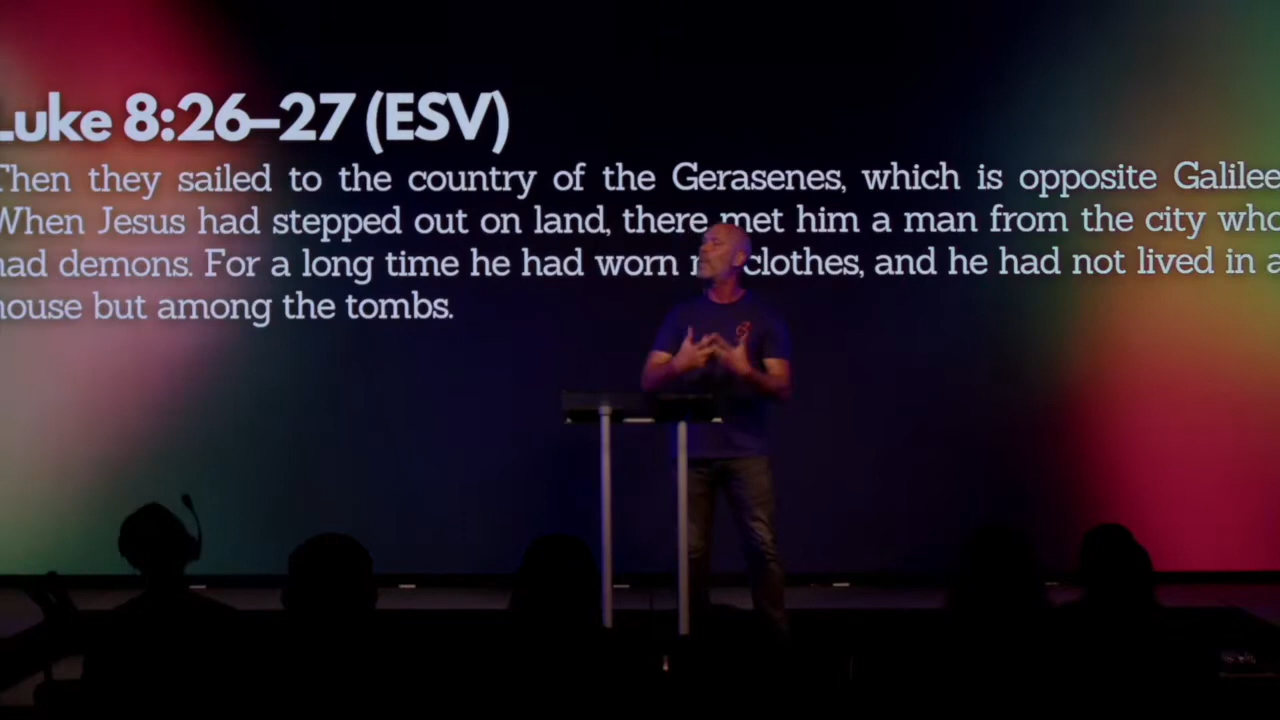 Luke 8:26–27 (ESV)
Then they sailed to the country of the Gerasenes, which is opposite Galilee
When Jesus had stepped out on land, there met him a man from the city who
had demons. For a long time he had worn clothes, and he had not lived in a
house but among the tombs.